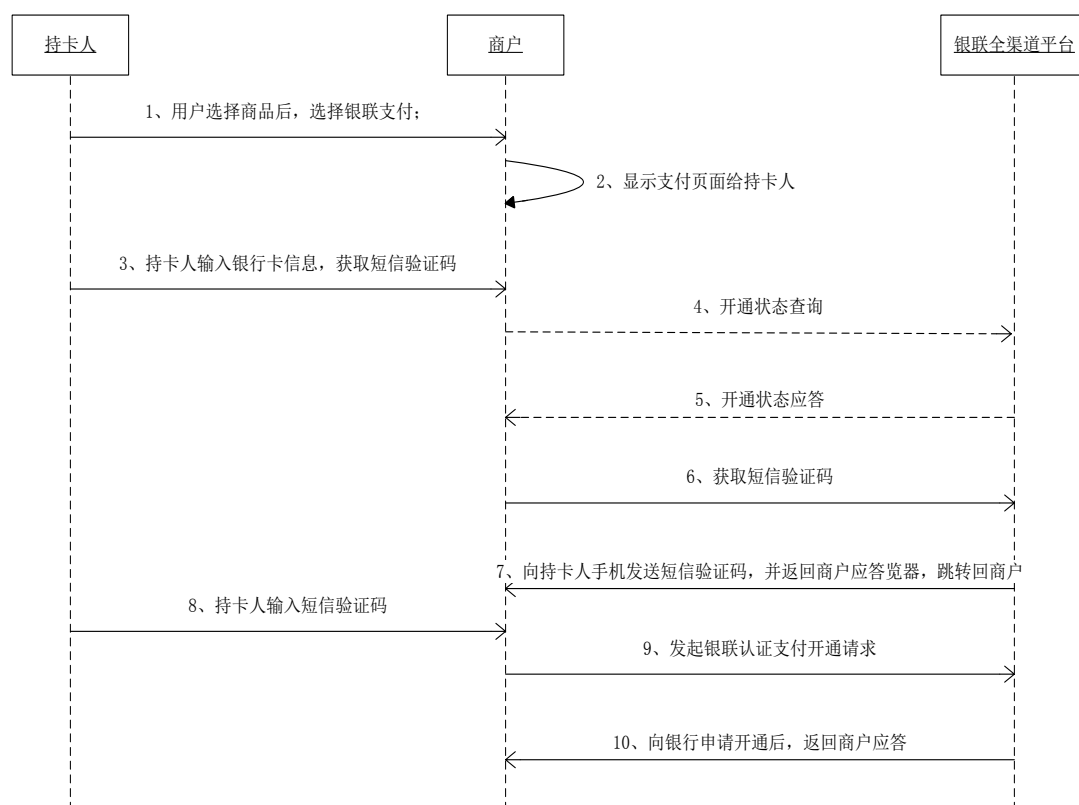 持卡人
商户
银联全渠道平台
1、用户选择商品后，选择银联支付；
2、显示支付页面给持卡人
3、持卡人输入银行卡信息，获取短信验证码
4、开通状态查询
5、开通状态应答
6、获取短信验证码
7、向持卡人手机发送短信验证码，并返回商户应答览器，跳转回商户
8、持卡人输入短信验证码
9、发起银联认证支付开通请求
10、向银行申请开通后，返回商户应答